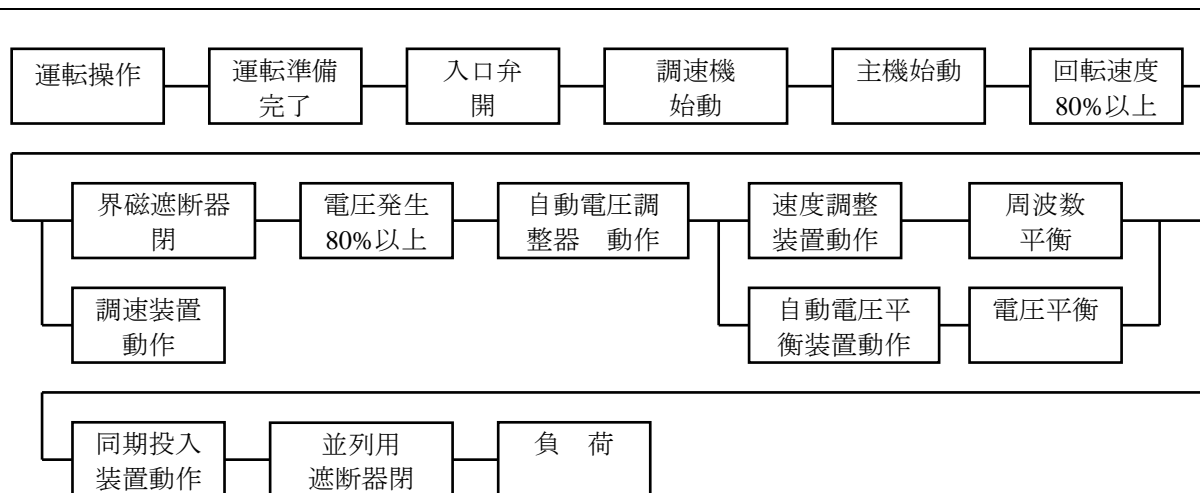 運転操作
運転準備
完了
入口弁
開
調速機
始動
主機始動
回転速度
80%以上
界磁遮断器
閉
電圧発生
80%以上
自動電圧調
整器　動作
速度調整
装置動作
周波数
平衡
調速装置
動作
自動電圧平
衡装置動作
電圧平衡
同期投入
装置動作
並列用
遮断器閉
負　荷